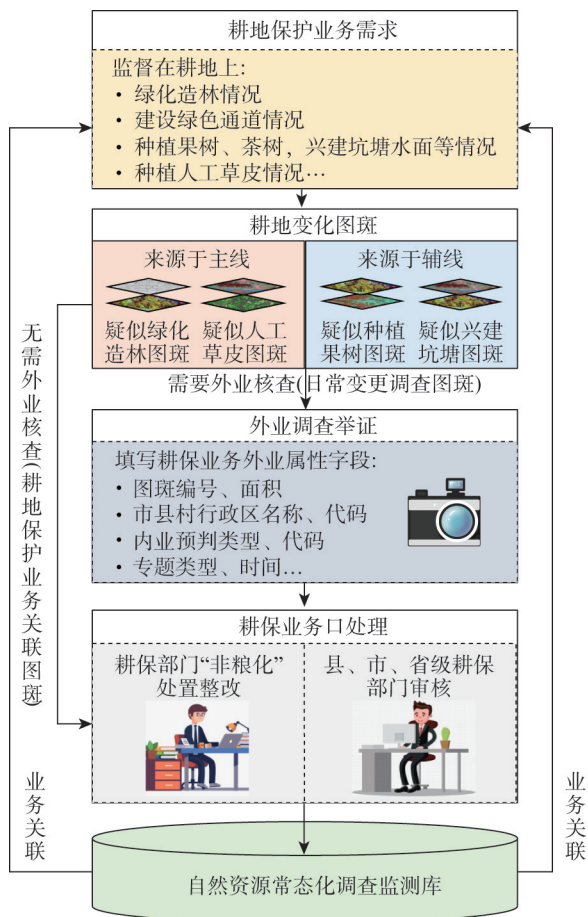 耕地保护业务需求
监督在耕地上:
• 绿化造林情况
• 建设绿色通道情况
• 种植果树、茶树，兴建坑塘水面等情况
• 种植人工草皮情况…
耕地变化图斑
来源于主线
来源于辅线
疑似绿化
造林图斑
疑似人工
草皮图斑
疑似种植
果树图斑
疑似兴建
坑塘图斑
需要外业核查(日常变更调查图斑)
无需外业核查(耕地保护业务关联图斑)
外业调查举证
填写耕保业务外业属性字段:
• 图斑编号、面积
• 市县村行政区名称、代码
• 内业预判类型、代码
• 专题类型、时间…
耕保业务口处理
耕保部门“非粮化”
处置整改
县、市、省级耕保
部门审核
业务关联
业务关联
自然资源常态化调查监测库